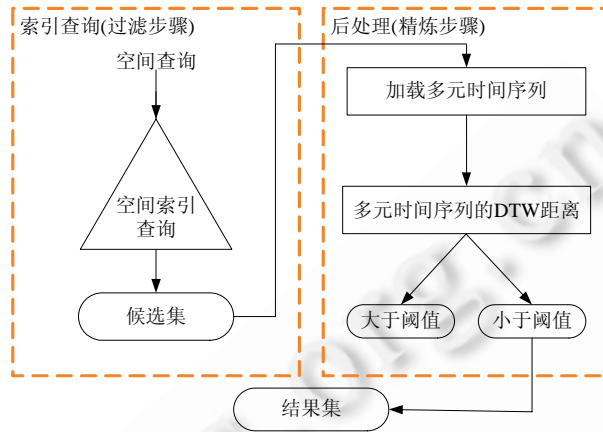 索引查询(过滤步骤)
空间查询
空间索引
查询
候选集
后处理(精炼步骤)
加载多元时间序列
多元时间序列的DTW距离
大于阈值
小于阈值
结果集
org.cn